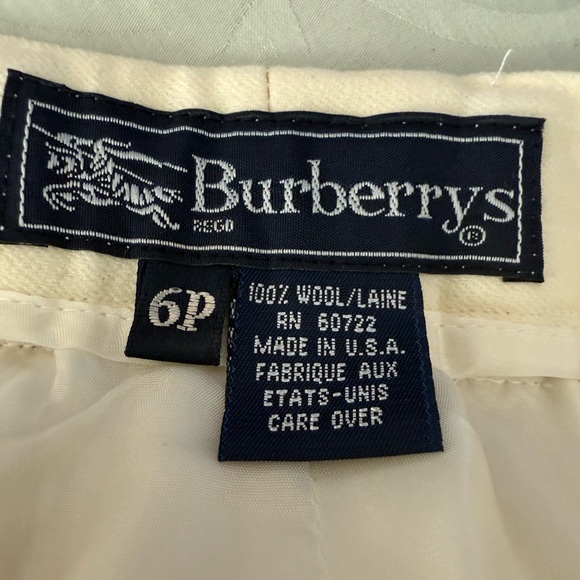 Burberrys
REGD
®
6P
100% WOOL/LAINE
RN 60722
MADE IN U.S.A.
FABRIQUE AUX
ETATS-UNIS
CARE OVER